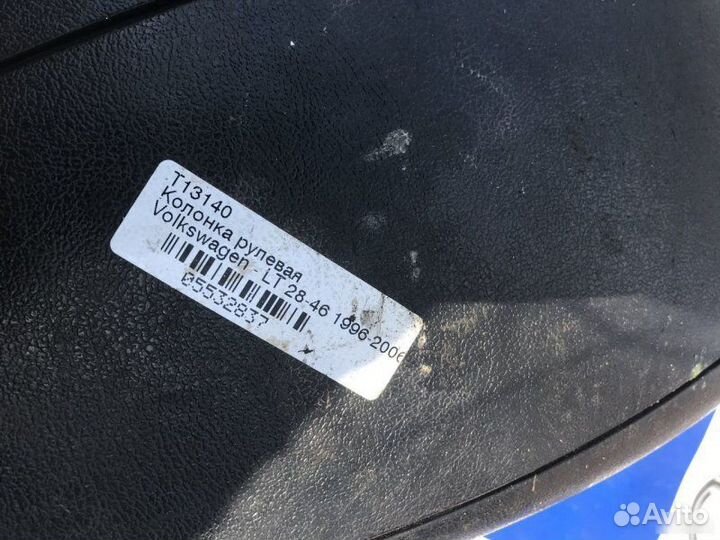 T13140
Колонка рулевая
Volkswagen - LT 28-46 1996-2006
05532837
Avito